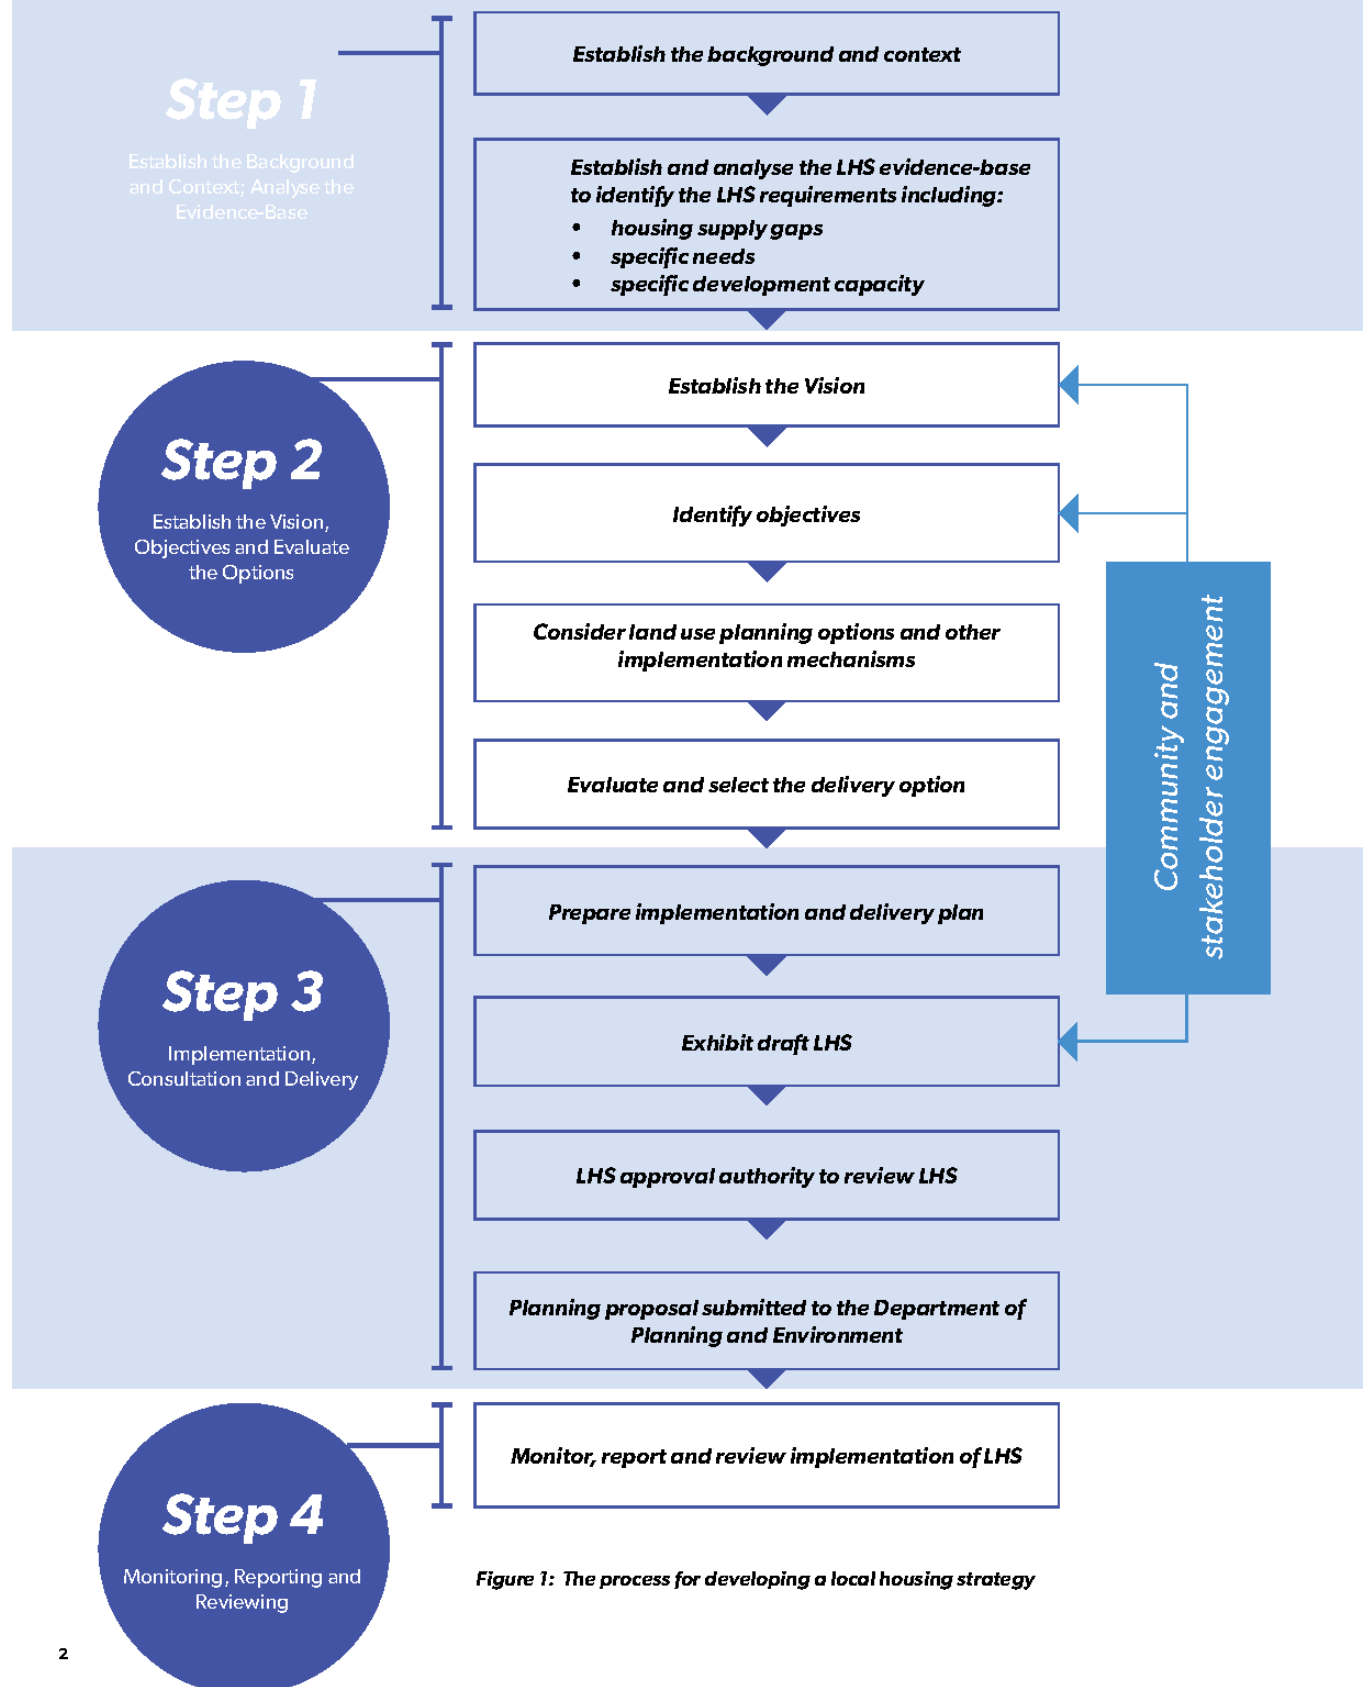 Step 1
Establish the Background
and Context; Analyse the
Evidence-Base
Establish the background and context
Establish and analyse the LHS evidence-base
to identify the LHS requirements including:
• housing supply gaps
• specific needs
• specific development capacity
Step 2
Establish the Vision,
Objectives and Evaluate
the Options
Establish the Vision
Identify objectives
Consider land use planning options and other
implementation mechanisms
Evaluate and select the delivery option
Community and
stakeholder engagement
Step 3
Implementation,
Consultation and Delivery
Prepare implementation and delivery plan
Exhibit draft LHS
LHS approval authority to review LHS
Planning proposal submitted to the Department of
Planning and Environment
Step 4
Monitoring, Reporting and
Reviewing
Monitor, report and review implementation of LHS
Figure 1: The process for developing a local housing strategy
2